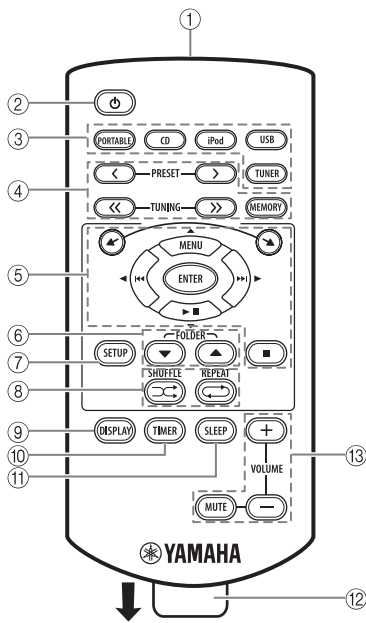 ①
②
③ PORTABLE CD iPod USB
TUNER
④ PRESET
TUNING MEMORY
⑤ MENU
ENTER
⑥ FOLDER
⑦ SETUP
SHUFFLE REPEAT
⑧
⑨ DISPLAY TIMER SLEEP
⑩
⑪
+
VOLUME ⑬
MUTE −
YAMAHA
⑫